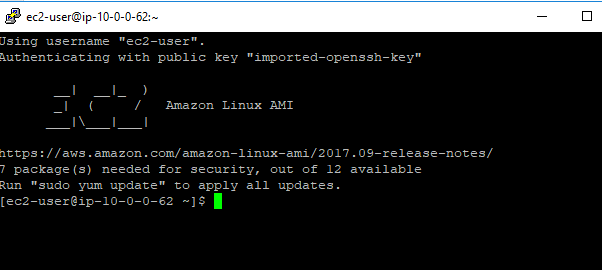 ec2-user@ip-10-0-0-62:~
Using username "ec2-user".
Authenticating with public key "imported-openssh-key"
__|  __|_  )
_|  (     /   Amazon Linux AMI
___|\___|___|
https://aws.amazon.com/amazon-linux-ami/2017.09-release-notes/
7 package(s) needed for security, out of 12 available
Run "sudo yum update" to apply all updates.
[ec2-user@ip-10-0-0-62 ~]$